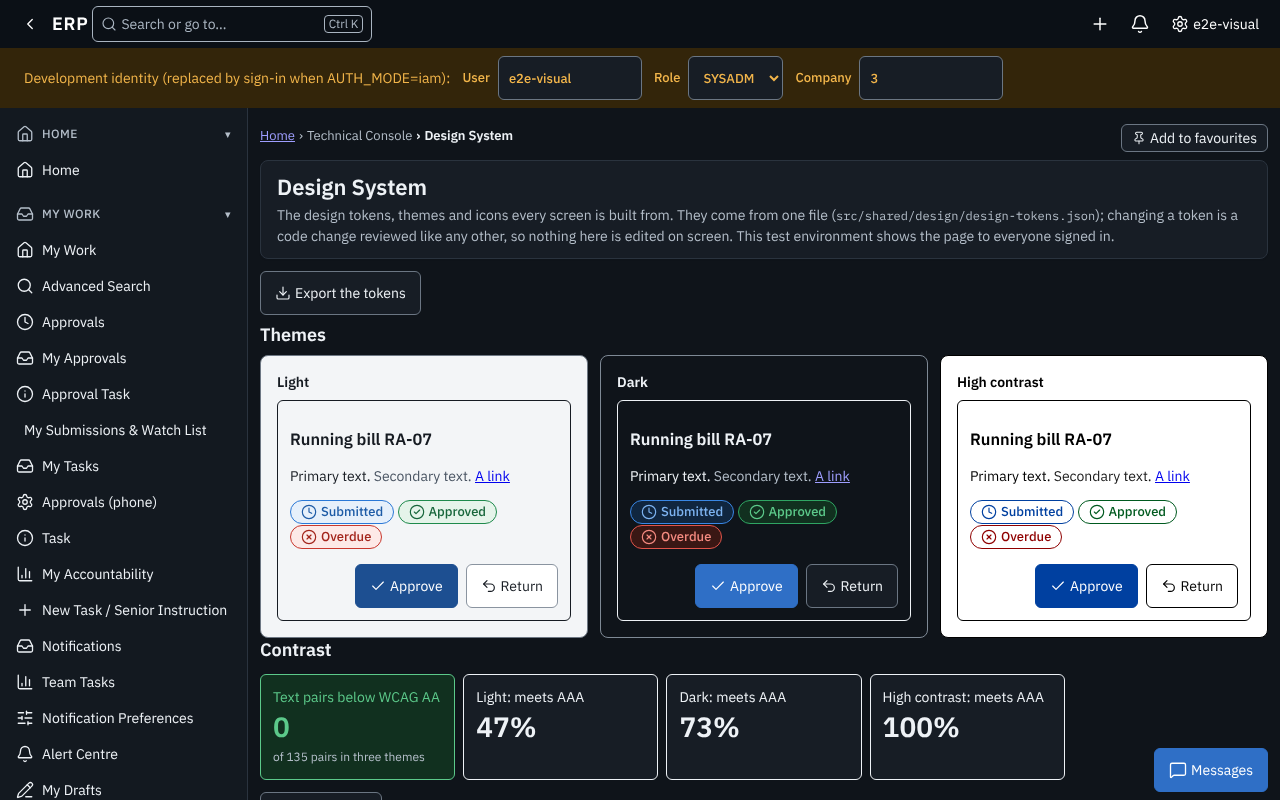 ERP
Search or go to...
Ctrl K
e2e-visual
Development identity (replaced by sign-in when AUTH_MODE=iam):
User
e2e-visual
Role
SYSADM
Company
3
HOME
Home
MY WORK
My Work
Advanced Search
Approvals
My Approvals
Approval Task
My Submissions & Watch List
My Tasks
Approvals (phone)
Task
My Accountability
New Task / Senior Instruction
Notifications
Team Tasks
Notification Preferences
Alert Centre
My Drafts
Home › Technical Console › Design System
Add to favourites
Design System
The design tokens, themes and icons every screen is built from. They come from one file (src/shared/design/design-tokens.json); changing a token is a
code change reviewed like any other, so nothing here is edited on screen. This test environment shows the page to everyone signed in.
Export the tokens
Themes
Light
Running bill RA-07
Primary text. Secondary text. A link
Submitted
Approved
Overdue
Approve
Return
Dark
Running bill RA-07
Primary text. Secondary text. A link
Submitted
Approved
Overdue
Approve
Return
High contrast
Running bill RA-07
Primary text. Secondary text. A link
Submitted
Approved
Overdue
Approve
Return
Contrast
Text pairs below WCAG AA
0
of 135 pairs in three themes
Light: meets AAA
47%
Dark: meets AAA
73%
High contrast: meets AAA
100%
Messages